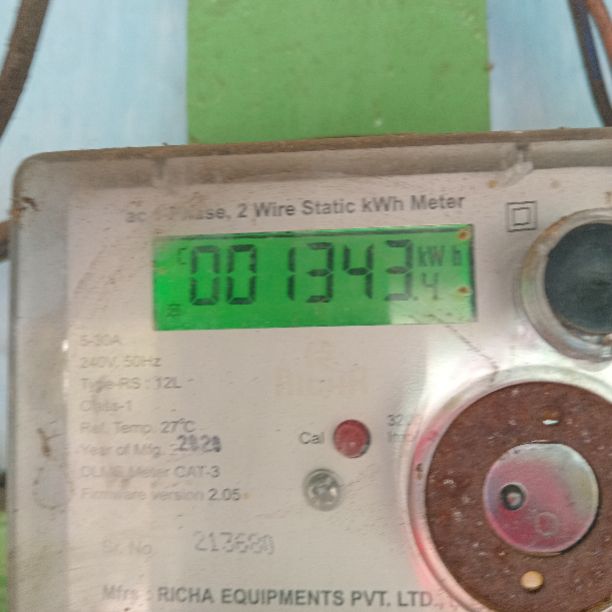 ac 1-Phase, 2 Wire Static kWh Meter
001343.4 kWh
5-30A
240V, 50Hz
Type-RS : 12L
Class-1
Ref. Temp. 27°C
Year of Mfg. : 2020
DLMS Meter CAT-3
Firmware version 2.05
Cal
Sr. No. 213680
Mfrs : RICHA EQUIPMENTS PVT. LTD.,